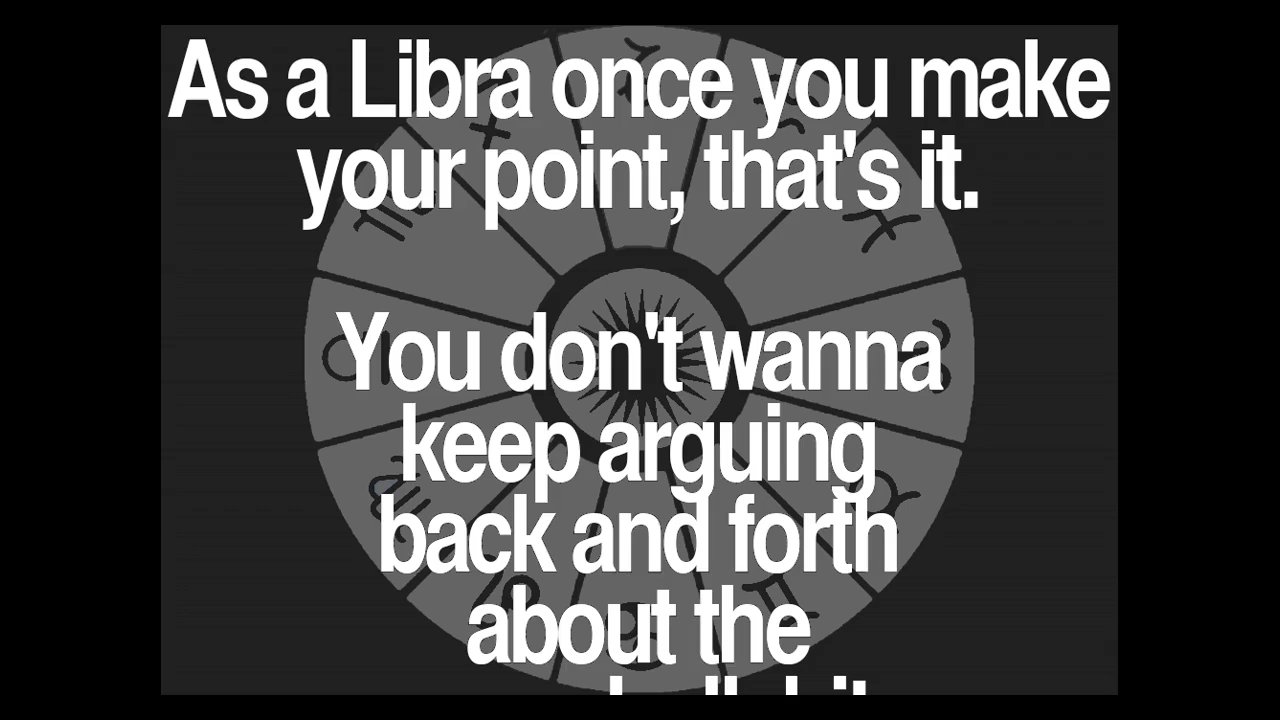 As a Libra once you make
your point, that's it.
You don't wanna
keep arguing
back and forth
about the